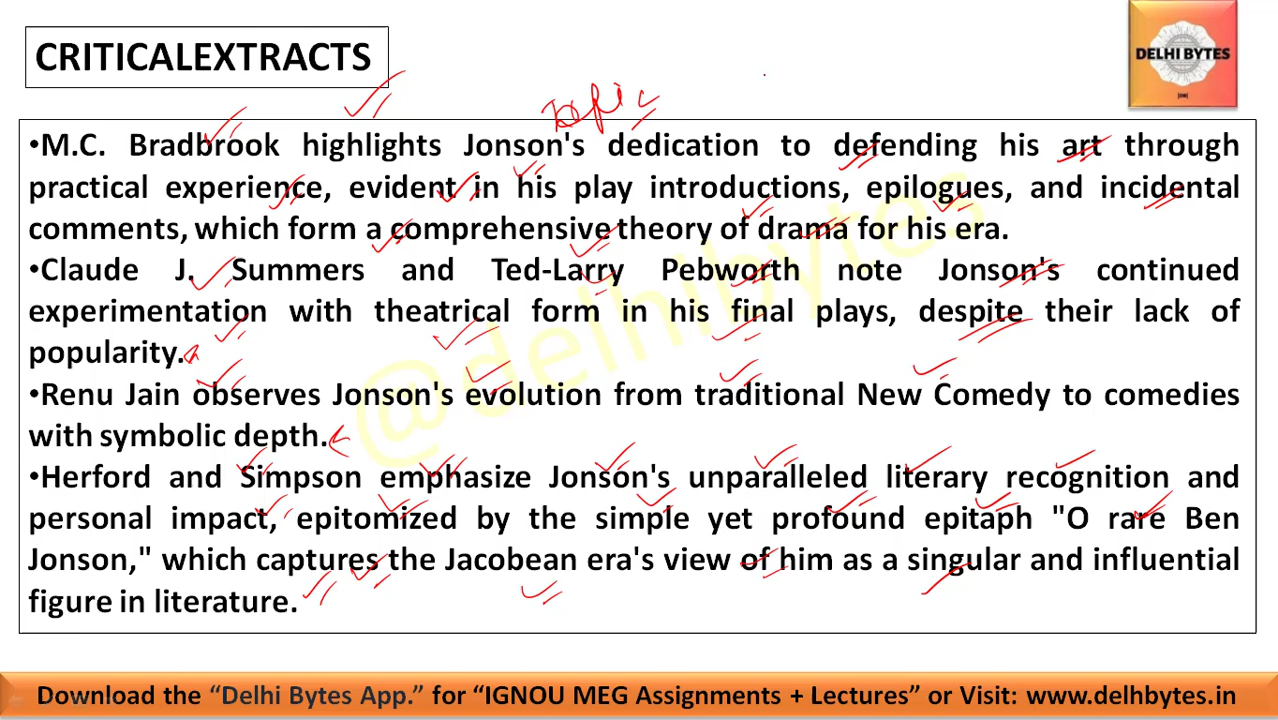 CRITICALEXTRACTS
DELHI BYTES
Topic
•M.C. Bradbrook highlights Jonson's dedication to defending his art through
practical experience, evident in his play introductions, epilogues, and incidental
comments, which form a comprehensive theory of drama for his era.
•Claude J. Summers and Ted-Larry Pebworth note Jonson's continued
experimentation with theatrical form in his final plays, despite their lack of
popularity.
•Renu Jain observes Jonson's evolution from traditional New Comedy to comedies
with symbolic depth.
•Herford and Simpson emphasize Jonson's unparalleled literary recognition and
personal impact, epitomized by the simple yet profound epitaph "O rare Ben
Jonson," which captures the Jacobean era's view of him as a singular and influential
figure in literature.
@delhibytes
Download the “Delhi Bytes App.” for “IGNOU MEG Assignments + Lectures” or Visit: www.delhbytes.in